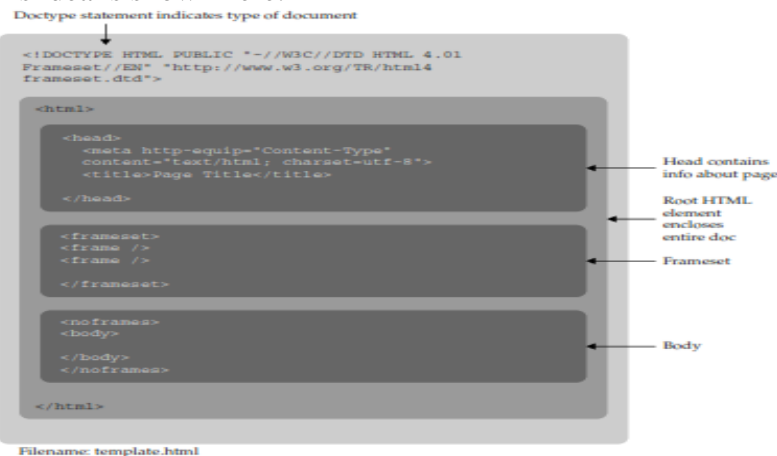 Doctype statement indicates type of document
<!DOCTYPE HTML PUBLIC "-//W3C//DTD HTML 4.01
Frameset//EN" "http://www.w3.org/TR/html4
frameset.dtd">
<html>
<head>
<meta http-equip="Content-Type"
content="text/html; charset=utf-8">
<title>Page Title</title>
</head>
Head contains
info about page
Root HTML
element
encloses
entire doc
<frameset>
<frame />
<frame />
</frameset>
Frameset
<noframes>
<body>
</body>
</noframes>
Body
</html>
Filename: template.html